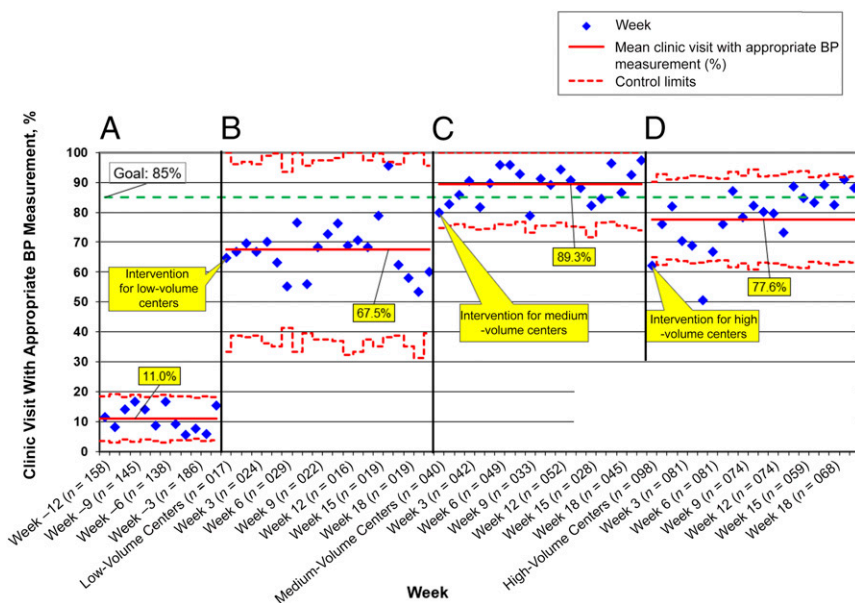 Week
Mean clinic visit with appropriate BP
measurement (%)
Control limits
A
B
C
D
Clinic Visit With Appropriate BP Measurement, %
100
90
80
70
60
50
40
30
20
10
0
Goal: 85%
Intervention
for low-volume
centers
11.0%
67.5%
89.3%
Intervention for medium
-volume centers
77.6%
Intervention for high
-volume centers
Week –12 (n = 158)
Week –9 (n = 145)
Week –6 (n = 138)
Week –3 (n = 186)
Low-Volume Centers (n = 017)
Week 3 (n = 024)
Week 6 (n = 029)
Week 9 (n = 022)
Week 12 (n = 016)
Week 15 (n = 019)
Week 18 (n = 019)
Medium-Volume Centers (n = 040)
Week 3 (n = 042)
Week 6 (n = 049)
Week 9 (n = 033)
Week 12 (n = 052)
Week 15 (n = 028)
Week 18 (n = 045)
High-Volume Centers (n = 098)
Week 3 (n = 081)
Week 6 (n = 081)
Week 9 (n = 074)
Week 12 (n = 074)
Week 15 (n = 059)
Week 18 (n = 068)
Week